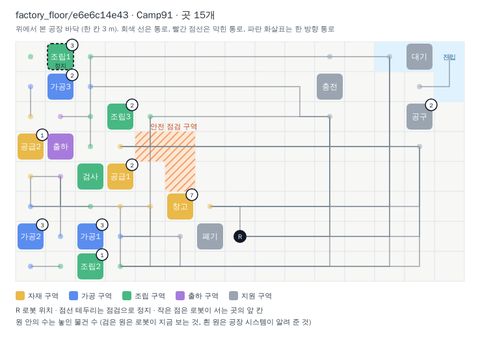 factory_floor/e6e6c14e43 · Camp91 · 곳 15개
위에서 본 공장 바닥 (한 칸 3 m). 회색 선은 통로, 빨간 점선은 막힌 통로, 파란 화살표는 한 방향 통로
조립1 3
정지
대기
진입
가공3 2
충전
조립3 2
공구 2
안전 점검 구역
공급2 1
출하
검사
공급1 2
창고 7
가공2 3
가공1 3
폐기
R
조립2 1
자재 구역 가공 구역 조립 구역 출하 구역 지원 구역
R 로봇 위치 · 점선 테두리는 점검으로 정지 · 작은 점은 로봇이 서는 곳의 앞 칸
원 안의 수는 놓인 물건 수 (검은 원은 로봇이 지금 보는 것, 흰 원은 공장 시스템이 알려 준 것)